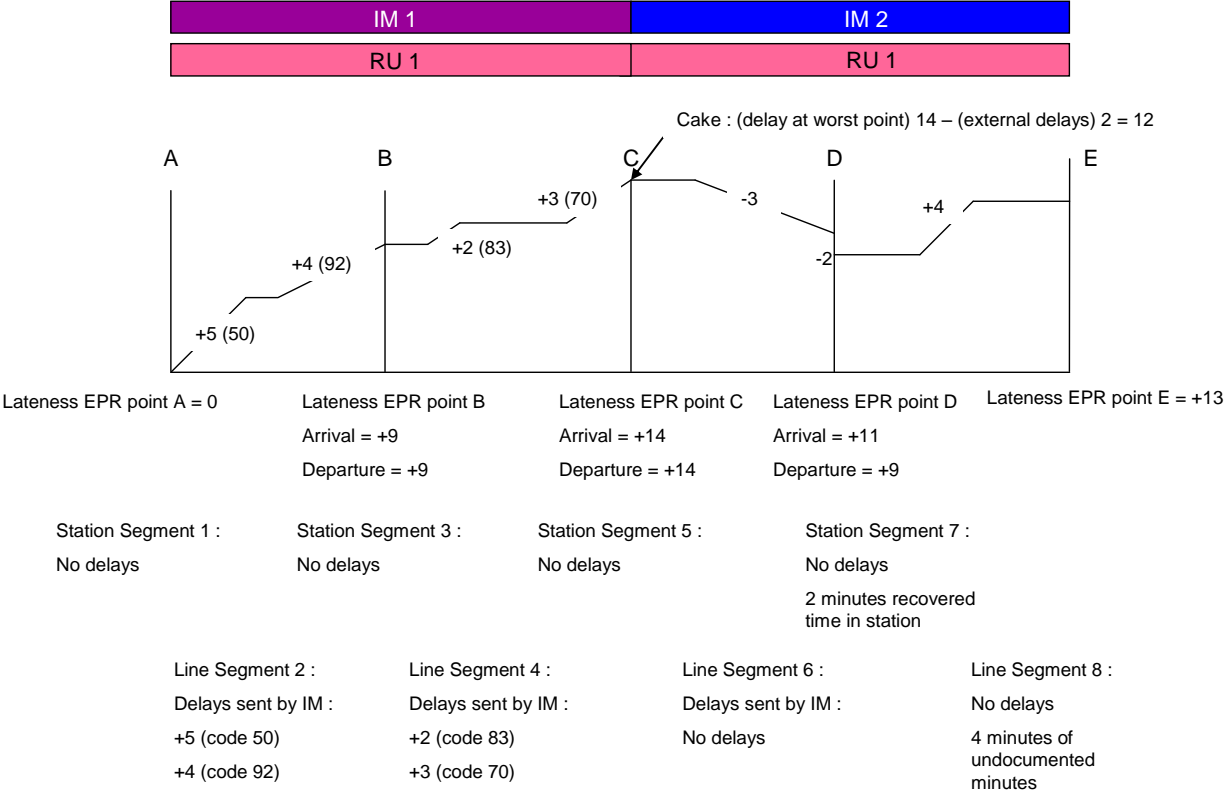 IM 1
IM 2
RU 1
RU 1
Cake : (delay at worst point) 14 – (external delays) 2 = 12
A
B
C
D
E
+3 (70)
-3
+4
+2 (83)
+4 (92)
-2
+5 (50)
Lateness EPR point A = 0
Lateness EPR point B
Arrival = +9
Departure = +9
Lateness EPR point C
Arrival = +14
Departure = +14
Lateness EPR point D
Arrival = +11
Departure = +9
Lateness EPR point E = +13
Station Segment 1 :
No delays
Station Segment 3 :
No delays
Station Segment 5 :
No delays
Station Segment 7 :
No delays
2 minutes recovered
time in station
Line Segment 2 :
Delays sent by IM :
+5 (code 50)
+4 (code 92)
Line Segment 4 :
Delays sent by IM :
+2 (code 83)
+3 (code 70)
Line Segment 6 :
Delays sent by IM :
No delays
Line Segment 8 :
No delays
4 minutes of
undocumented
minutes